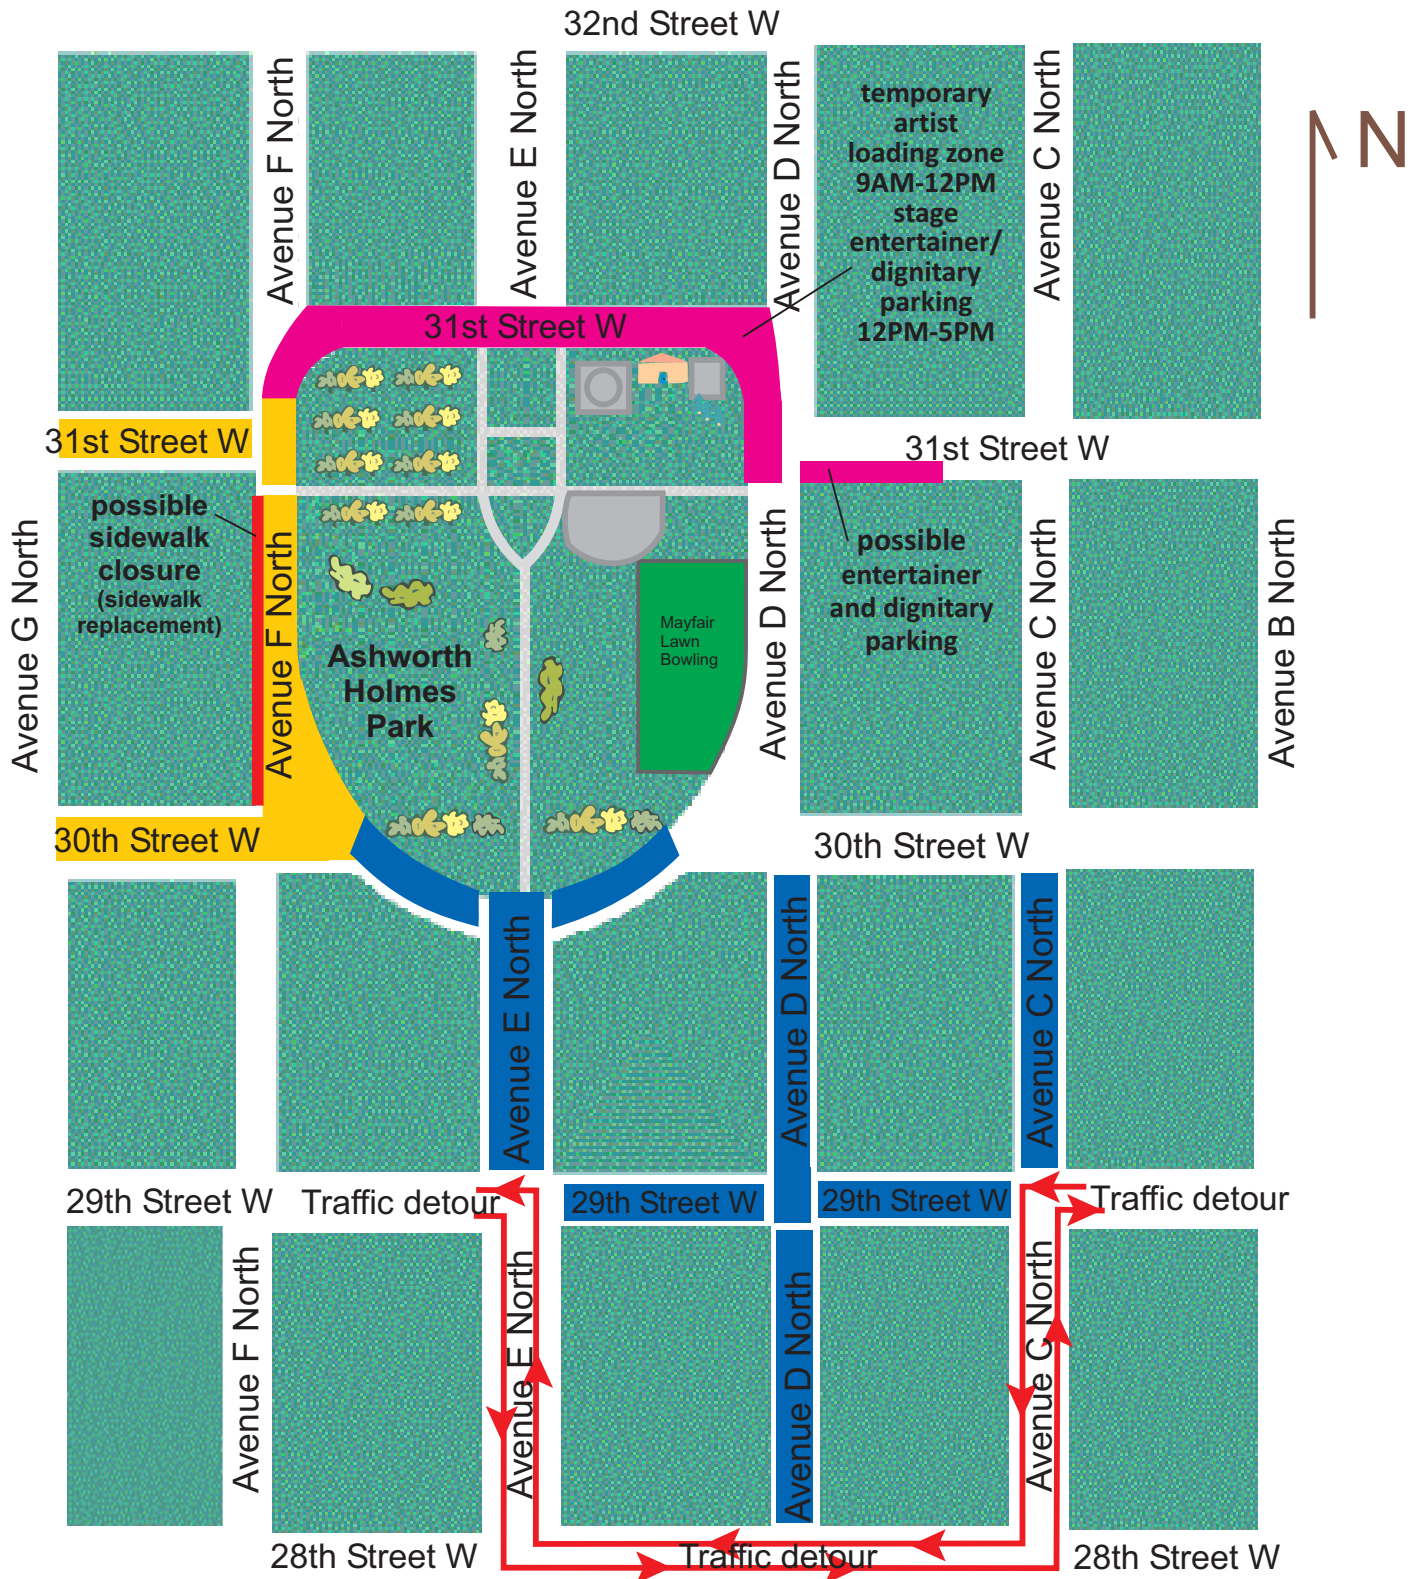 32nd Street W
Avenue F North
Avenue E North
Avenue D North
temporary
artist
loading zone
9AM-12PM
stage
entertainer/
dignitary
parking
12PM-5PM
Avenue C North
N
31st Street W
31st Street W
31st Street W
Avenue G North
possible
sidewalk
closure
(sidewalk
replacement)
Avenue F North
Ashworth
Holmes
Park
Mayfair
Lawn
Bowling
Avenue D North
possible
entertainer
and dignitary
parking
Avenue C North
Avenue B North
30th Street W
30th Street W
Avenue E North
Avenue D North
Avenue C North
29th Street W
Traffic detour
29th Street W
29th Street W
Traffic detour
Avenue F North
Avenue E North
Avenue D North
Avenue C North
28th Street W
Traffic detour
28th Street W